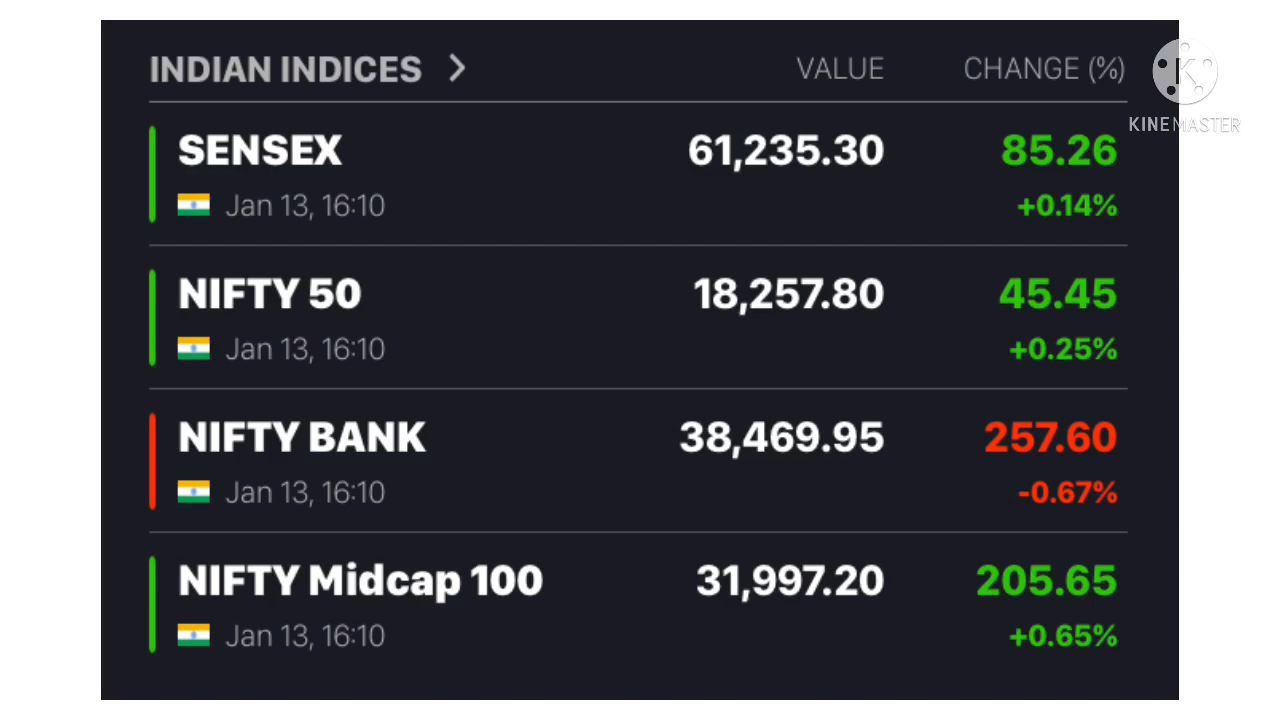 INDIAN INDICES > VALUE CHANGE (%)
SENSEX 61,235.30 85.26
Jan 13, 16:10 +0.14%
NIFTY 50 18,257.80 45.45
Jan 13, 16:10 +0.25%
NIFTY BANK 38,469.95 257.60
Jan 13, 16:10 -0.67%
NIFTY Midcap 100 31,997.20 205.65
Jan 13, 16:10 +0.65%
K
KINEMASTER